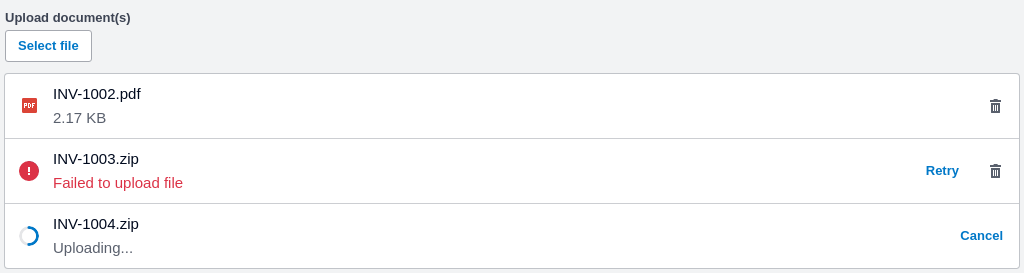 Upload document(s)
Select file
PDF
INV-1002.pdf
2.17 KB
INV-1003.zip
Failed to upload file
Retry
INV-1004.zip
Uploading...
Cancel